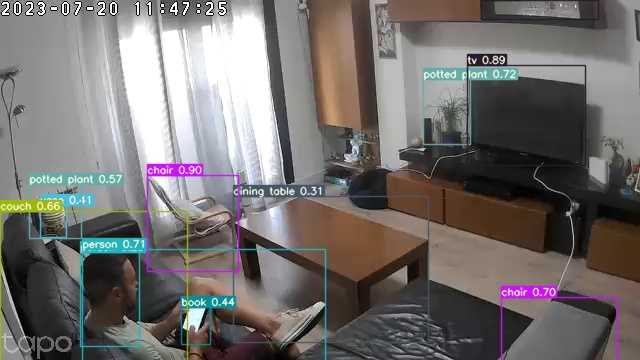 2023-07-20 11:47:25
tv 0.89
potted plant 0.72
chair 0.90
potted plant 0.57
dining table 0.31
0.41
couch 0.66
person 0.71
book 0.44
chair 0.70
tapo